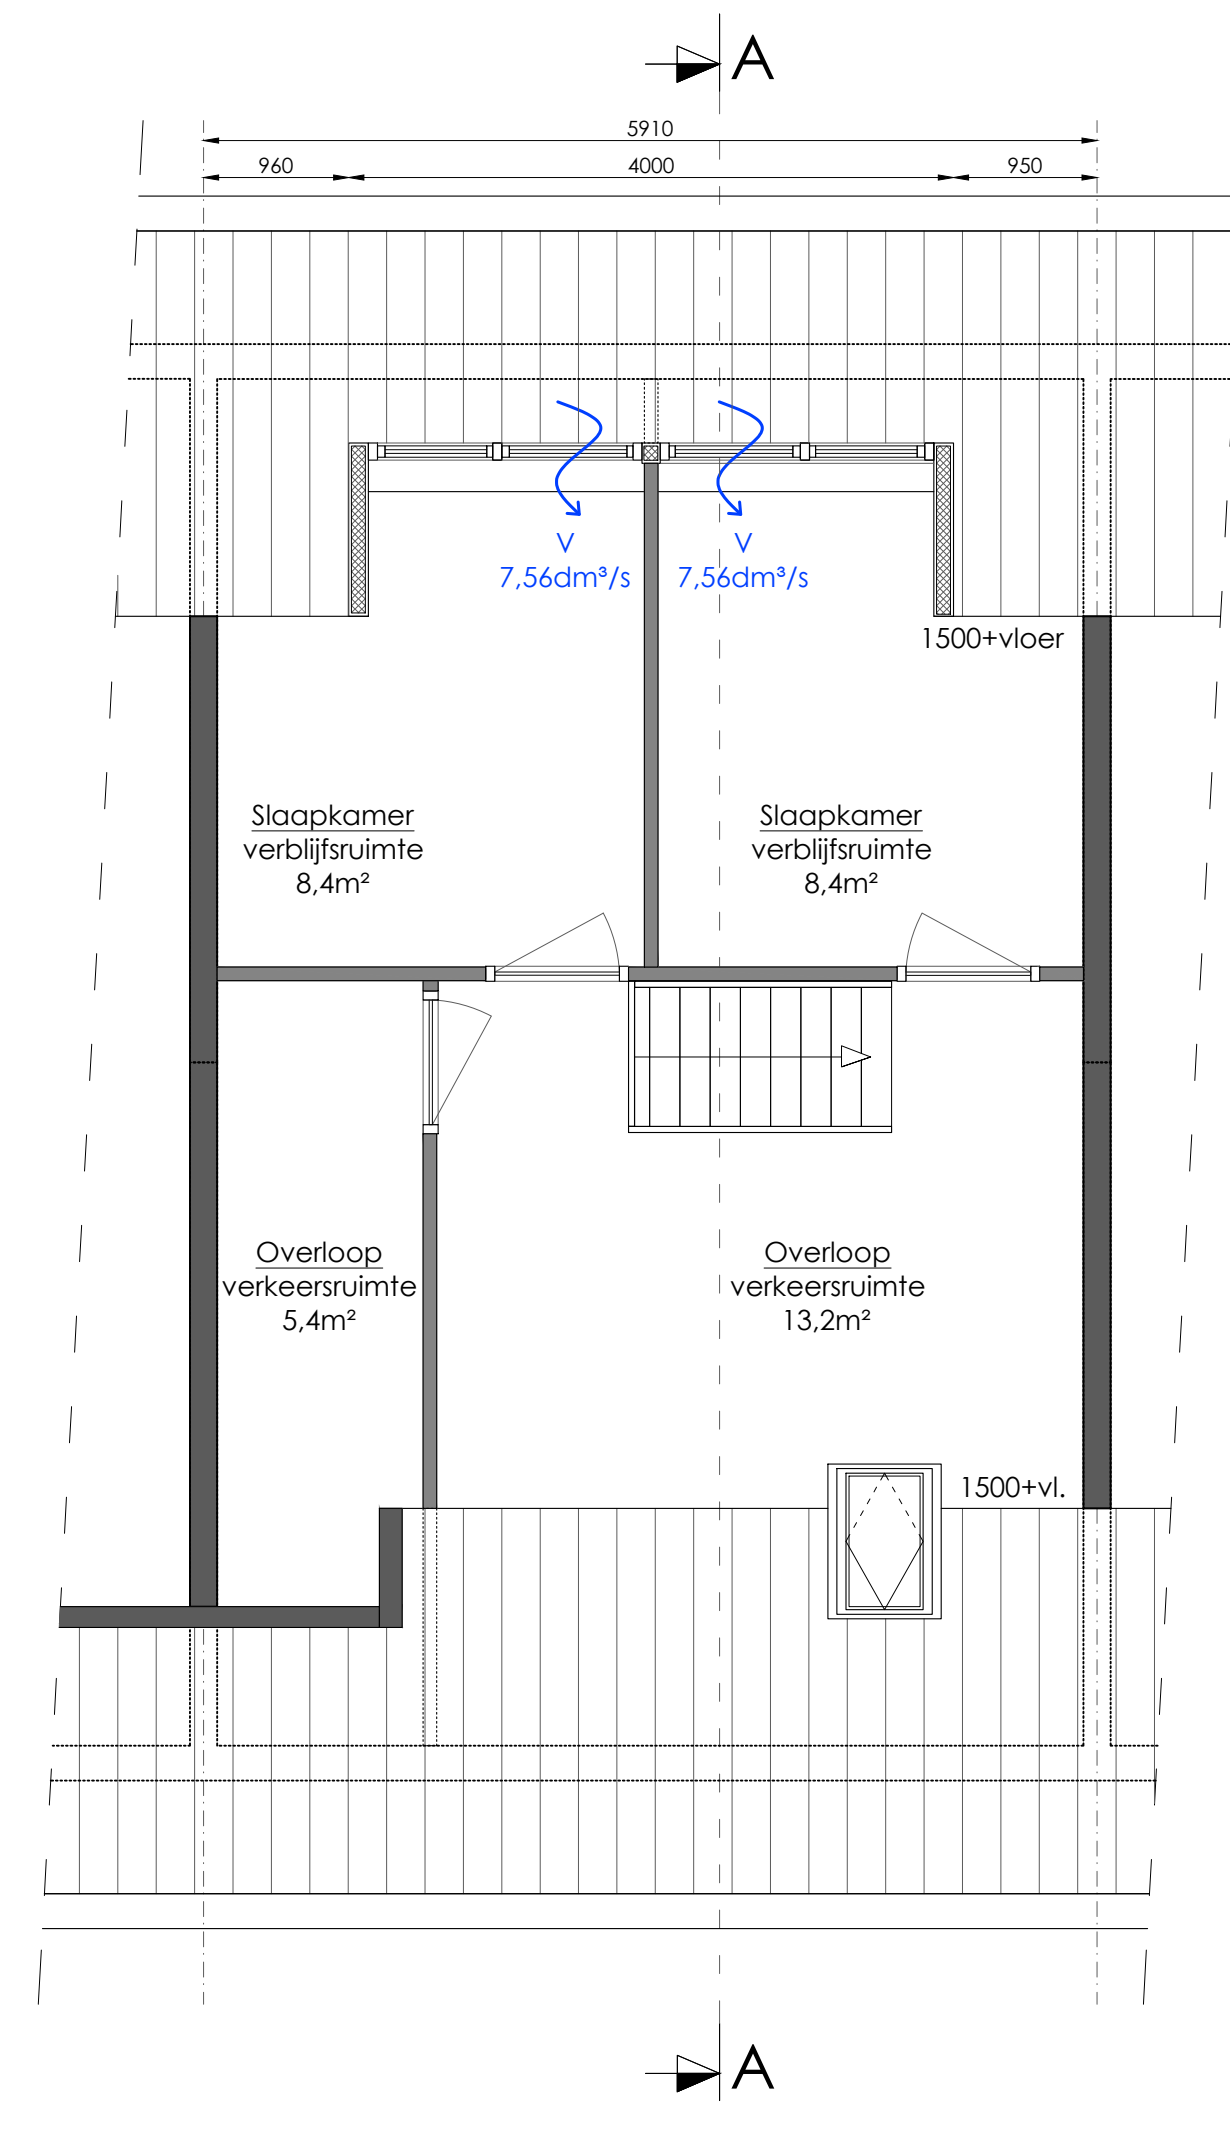 A
5910
960
4000
950
V
7,56dm³/s
V
7,56dm³/s
1500+vloer
Slaapkamer
verblijfsruimte
8,4m²
Slaapkamer
verblijfsruimte
8,4m²
Overloop
verkeersruimte
5,4m²
Overloop
verkeersruimte
13,2m²
1500+vl.
A